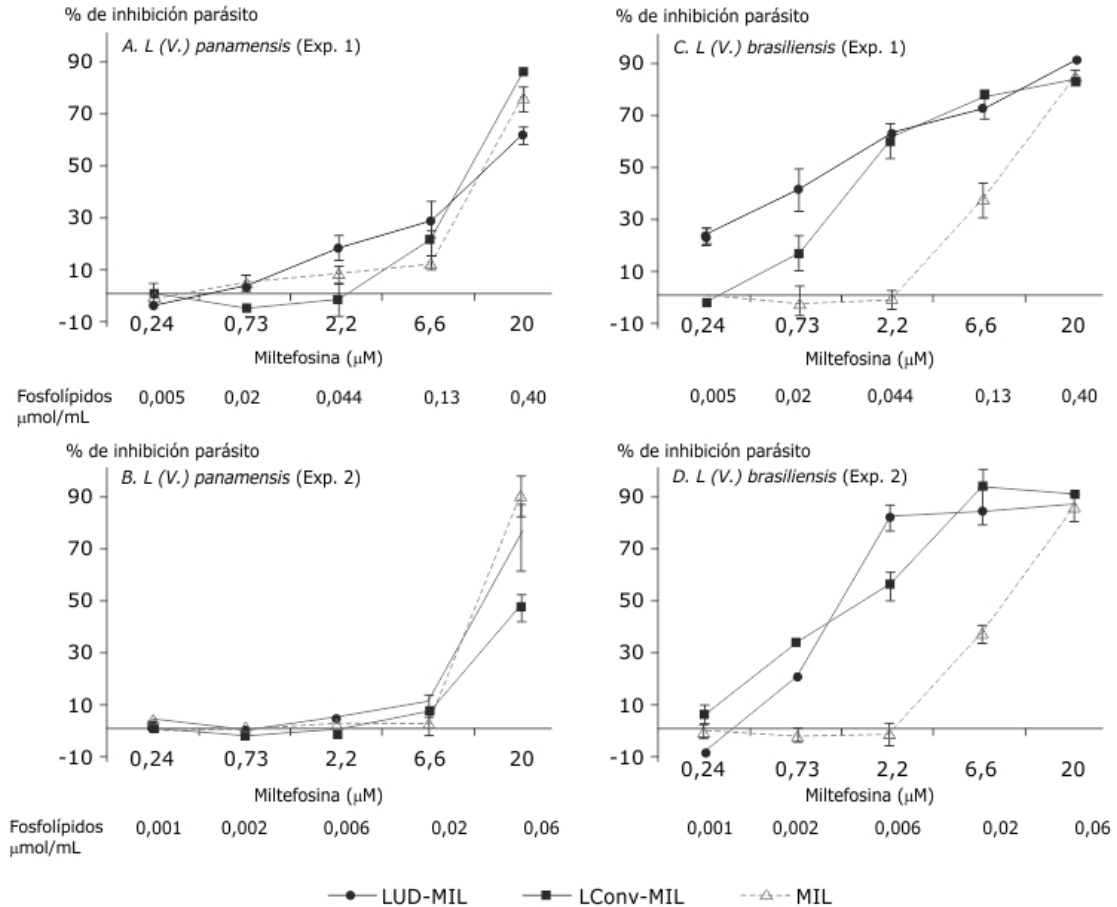 % de inhibición parásito
A. L (V.) panamensis (Exp. 1)
90
70
50
30
10
-10
0,24 0,73 2,2 6,6 20
Miltefosina (μM)
Fosfolípidos μmol/mL 0,005 0,02 0,044 0,13 0,40
% de inhibición parásito
C. L (V.) brasiliensis (Exp. 1)
90
70
50
30
10
-10
0,24 0,73 2,2 6,6 20
Miltefosina (μM)
0,005 0,02 0,044 0,13 0,40
% de inhibición parásito
B. L (V.) panamensis (Exp. 2)
90
70
50
30
10
-10
0,24 0,73 2,2 6,6 20
Miltefosina (μM)
Fosfolípidos μmol/mL 0,001 0,002 0,006 0,02 0,06
% de inhibición parásito
D. L (V.) brasiliensis (Exp. 2)
90
70
50
30
10
-10
0,24 0,73 2,2 6,6 20
Miltefosina (μM)
0,001 0,002 0,006 0,02 0,06
LUD-MIL LConv-MIL MIL